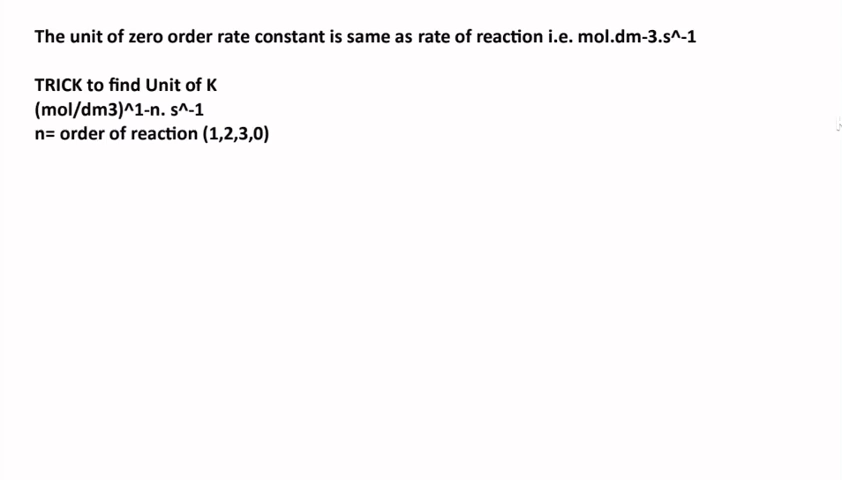 The unit of zero order rate constant is same as rate of reaction i.e. mol.dm-3.s^-1
TRICK to find Unit of K
(mol/dm3)^1-n. s^-1
n= order of reaction (1,2,3,0)